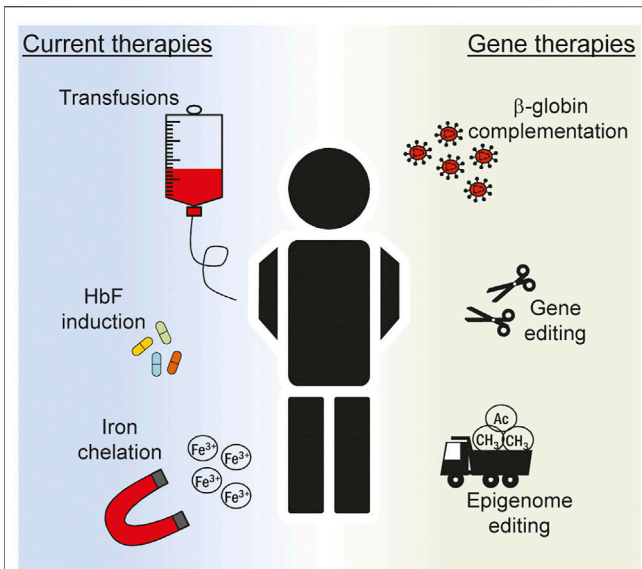 Current therapies
Transfusions
HbF
induction
Iron
chelation
Fe³⁺
Fe³⁺
Fe³⁺
Fe³⁺
Gene therapies
β-globin
complementation
Gene
editing
Ac
CH₃ CH₃
Epigenome
editing